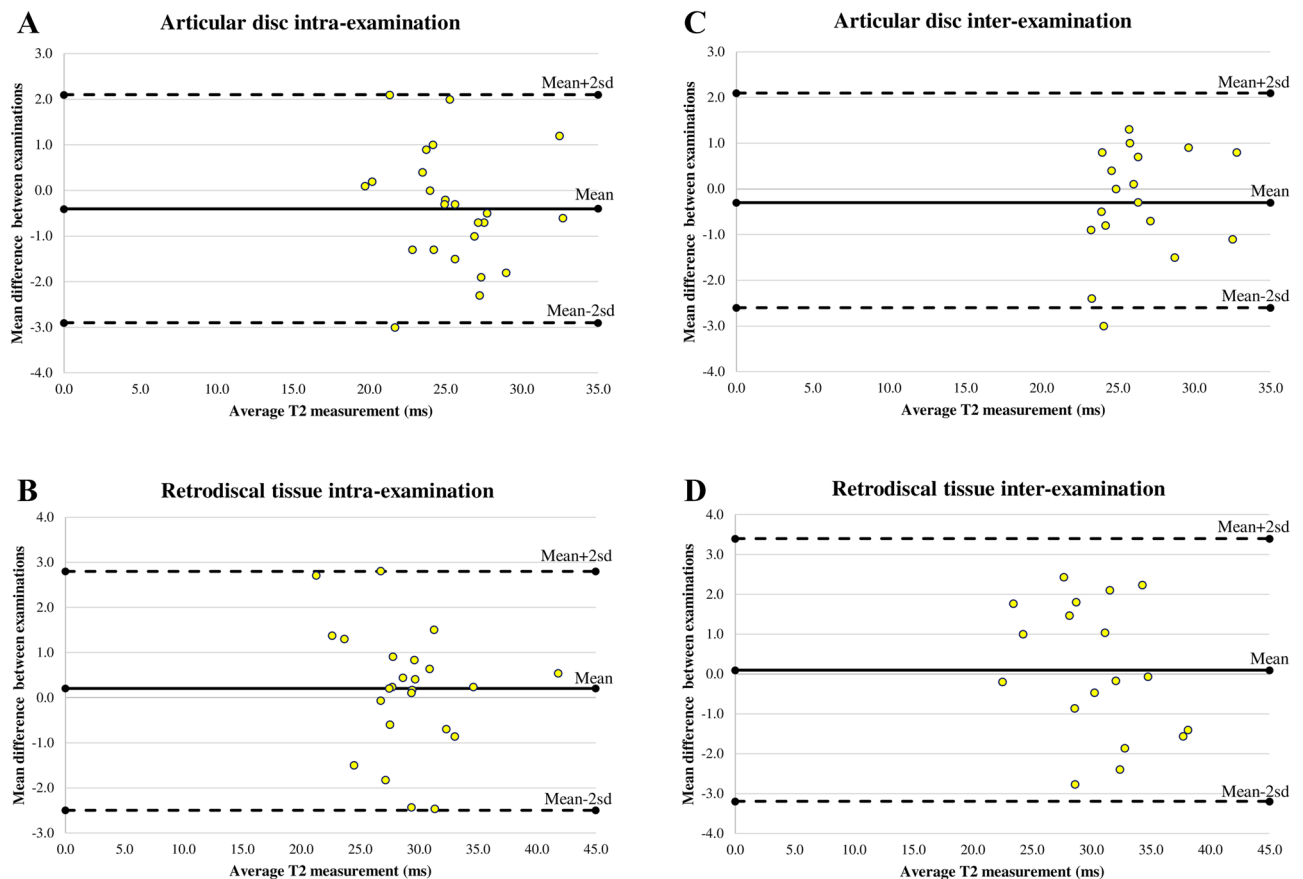 A
Articular disc intra-examination
Mean difference between examinations
3.0
2.0
1.0
0.0
-1.0
-2.0
-3.0
-4.0
Mean+2sd
Mean
Mean-2sd
0.0 5.0 10.0 15.0 20.0 25.0 30.0 35.0
Average T2 measurement (ms)
C
Articular disc inter-examination
Mean difference between examinations
3.0
2.0
1.0
0.0
-1.0
-2.0
-3.0
-4.0
Mean+2sd
Mean
Mean-2sd
0.0 5.0 10.0 15.0 20.0 25.0 30.0 35.0
Average T2 measurement (ms)
B
Retrodiscal tissue intra-examination
Mean difference between examinations
4.0
3.0
2.0
1.0
0.0
-1.0
-2.0
-3.0
Mean+2sd
Mean
Mean-2sd
0.0 5.0 10.0 15.0 20.0 25.0 30.0 35.0 40.0 45.0
Average T2 measurement (ms)
D
Retrodiscal tissue inter-examination
Mean difference between examinations
4.0
3.0
2.0
1.0
0.0
-1.0
-2.0
-3.0
-4.0
Mean+2sd
Mean
Mean-2sd
0.0 5.0 10.0 15.0 20.0 25.0 30.0 35.0 40.0 45.0
Average T2 measurement (ms)